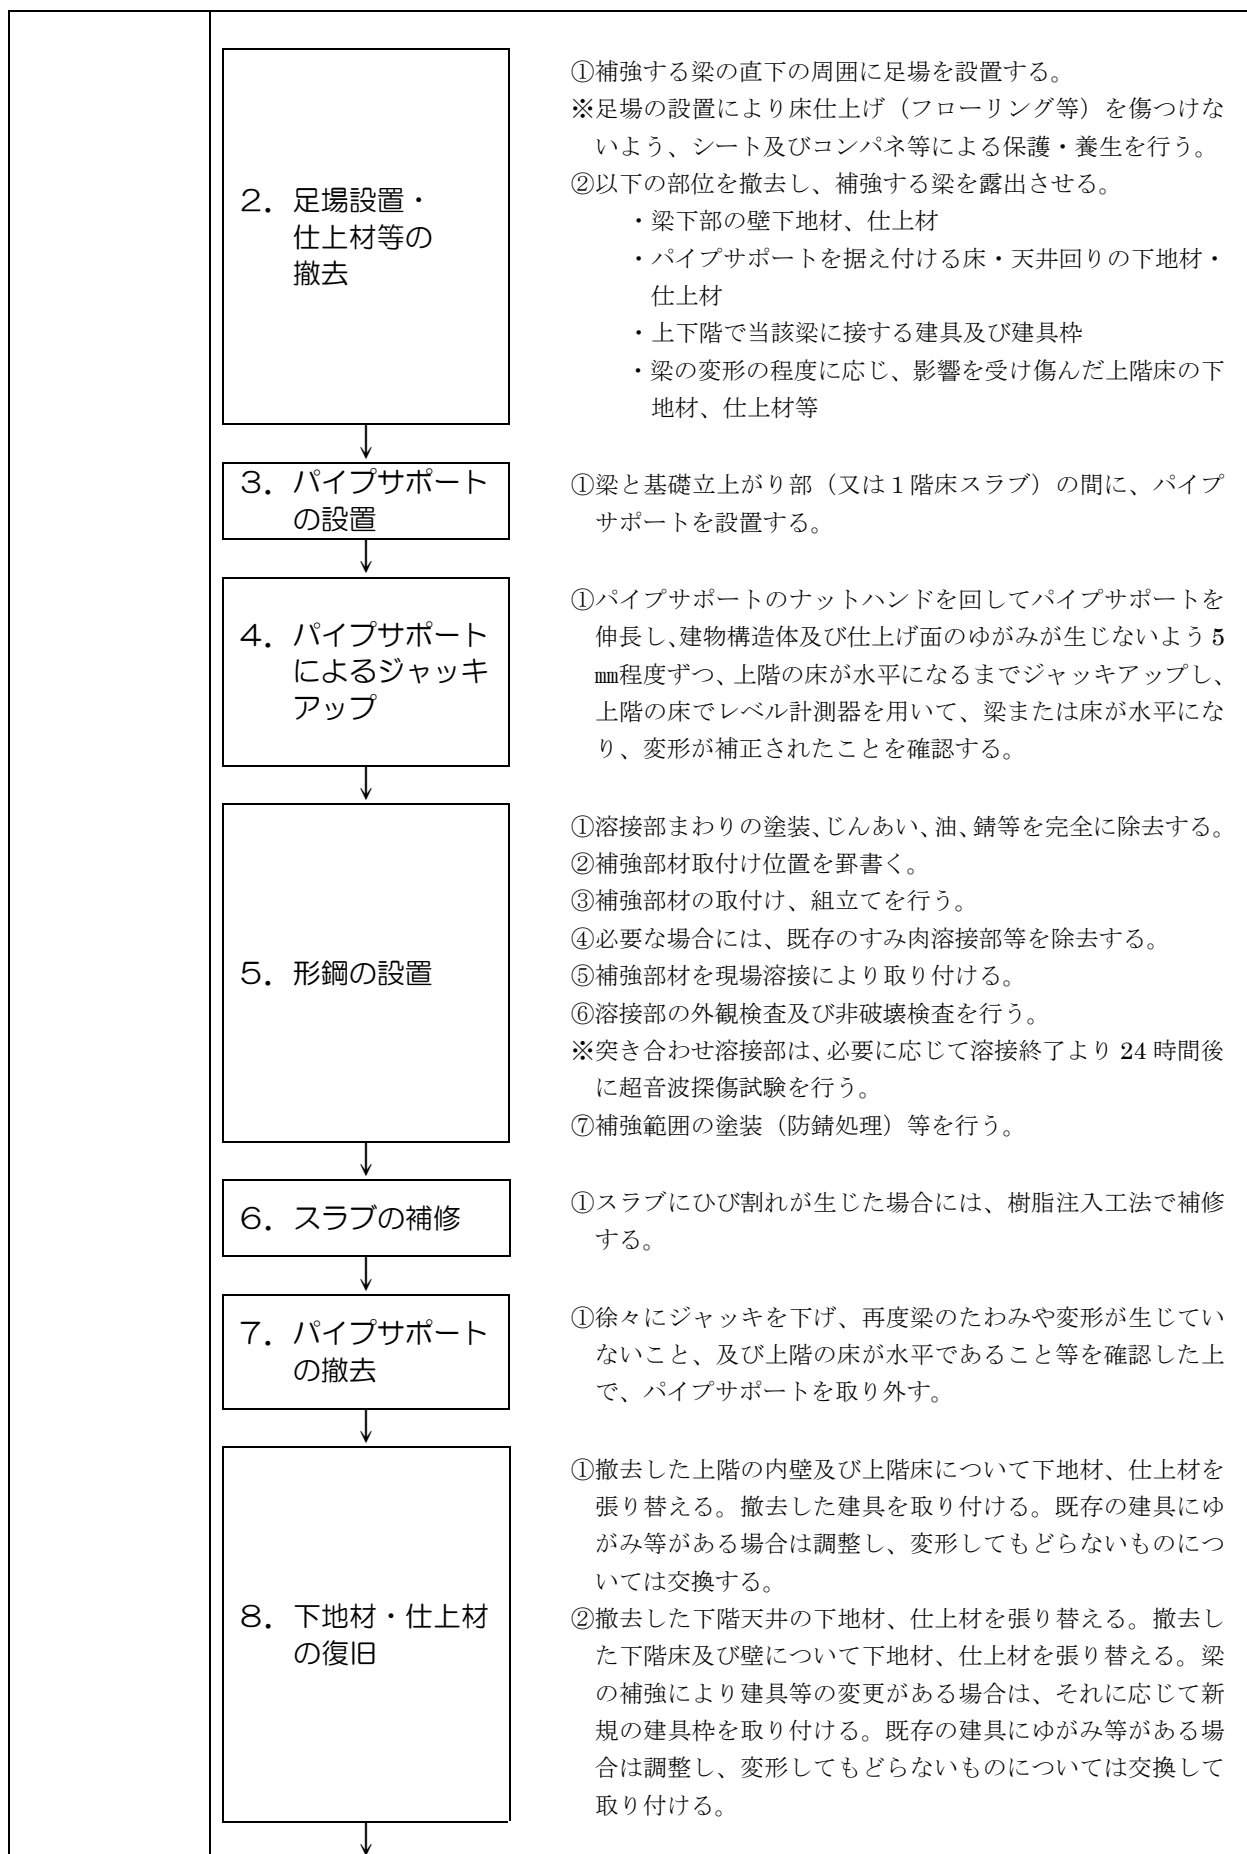 ２．足場設置・
仕上材等の
撤去
①補強する梁の直下の周囲に足場を設置する。
※足場の設置により床仕上げ（フローリング等）を傷つけな
いよう、シート及びコンパネ等による保護・養生を行う。
②以下の部位を撤去し、補強する梁を露出させる。
・梁下部の壁下地材、仕上材
・パイプサポートを据え付ける床・天井回りの下地材・
仕上材
・上下階で当該梁に接する建具及び建具枠
・梁の変形の程度に応じ、影響を受け傷んだ上階床の下
地材、仕上材等
↓
３．パイプサポート
の設置
①梁と基礎立上がり部（又は１階床スラブ）の間に、パイプ
サポートを設置する。
↓
４．パイプサポート
によるジャッキ
アップ
①パイプサポートのナットハンドを回してパイプサポートを
伸長し、建物構造体及び仕上げ面のゆがみが生じないよう 5
㎜程度ずつ、上階の床が水平になるまでジャッキアップし、
上階の床でレベル計測器を用いて、梁または床が水平にな
り、変形が補正されたことを確認する。
↓
５．形鋼の設置
①溶接部まわりの塗装、じんあい、油、錆等を完全に除去する。
②補強部材取付け位置を罫書く。
③補強部材の取付け、組立てを行う。
④必要な場合には、既存のすみ肉溶接部等を除去する。
⑤補強部材を現場溶接により取り付ける。
⑥溶接部の外観検査及び非破壊検査を行う。
※突き合わせ溶接部は、必要に応じて溶接終了より 24 時間後
に超音波探傷試験を行う。
⑦補強範囲の塗装（防錆処理）等を行う。
↓
６．スラブの補修
①スラブにひび割れが生じた場合には、樹脂注入工法で補修
する。
↓
７．パイプサポート
の撤去
①徐々にジャッキを下げ、再度梁のたわみや変形が生じてい
ないこと、及び上階の床が水平であること等を確認した上
で、パイプサポートを取り外す。
↓
８．下地材・仕上材
の復旧
①撤去した上階の内壁及び上階床について下地材、仕上材を
張り替える。撤去した建具を取り付ける。既存の建具にゆ
がみ等がある場合は調整し、変形してもどらないものにつ
いては交換する。
②撤去した下階天井の下地材、仕上材を張り替える。撤去し
た下階床及び壁について下地材、仕上材を張り替える。梁
の補強により建具等の変更がある場合は、それに応じて新
規の建具枠を取り付ける。既存の建具にゆがみ等がある場
合は調整し、変形してもどらないものについては交換して
取り付ける。
↓